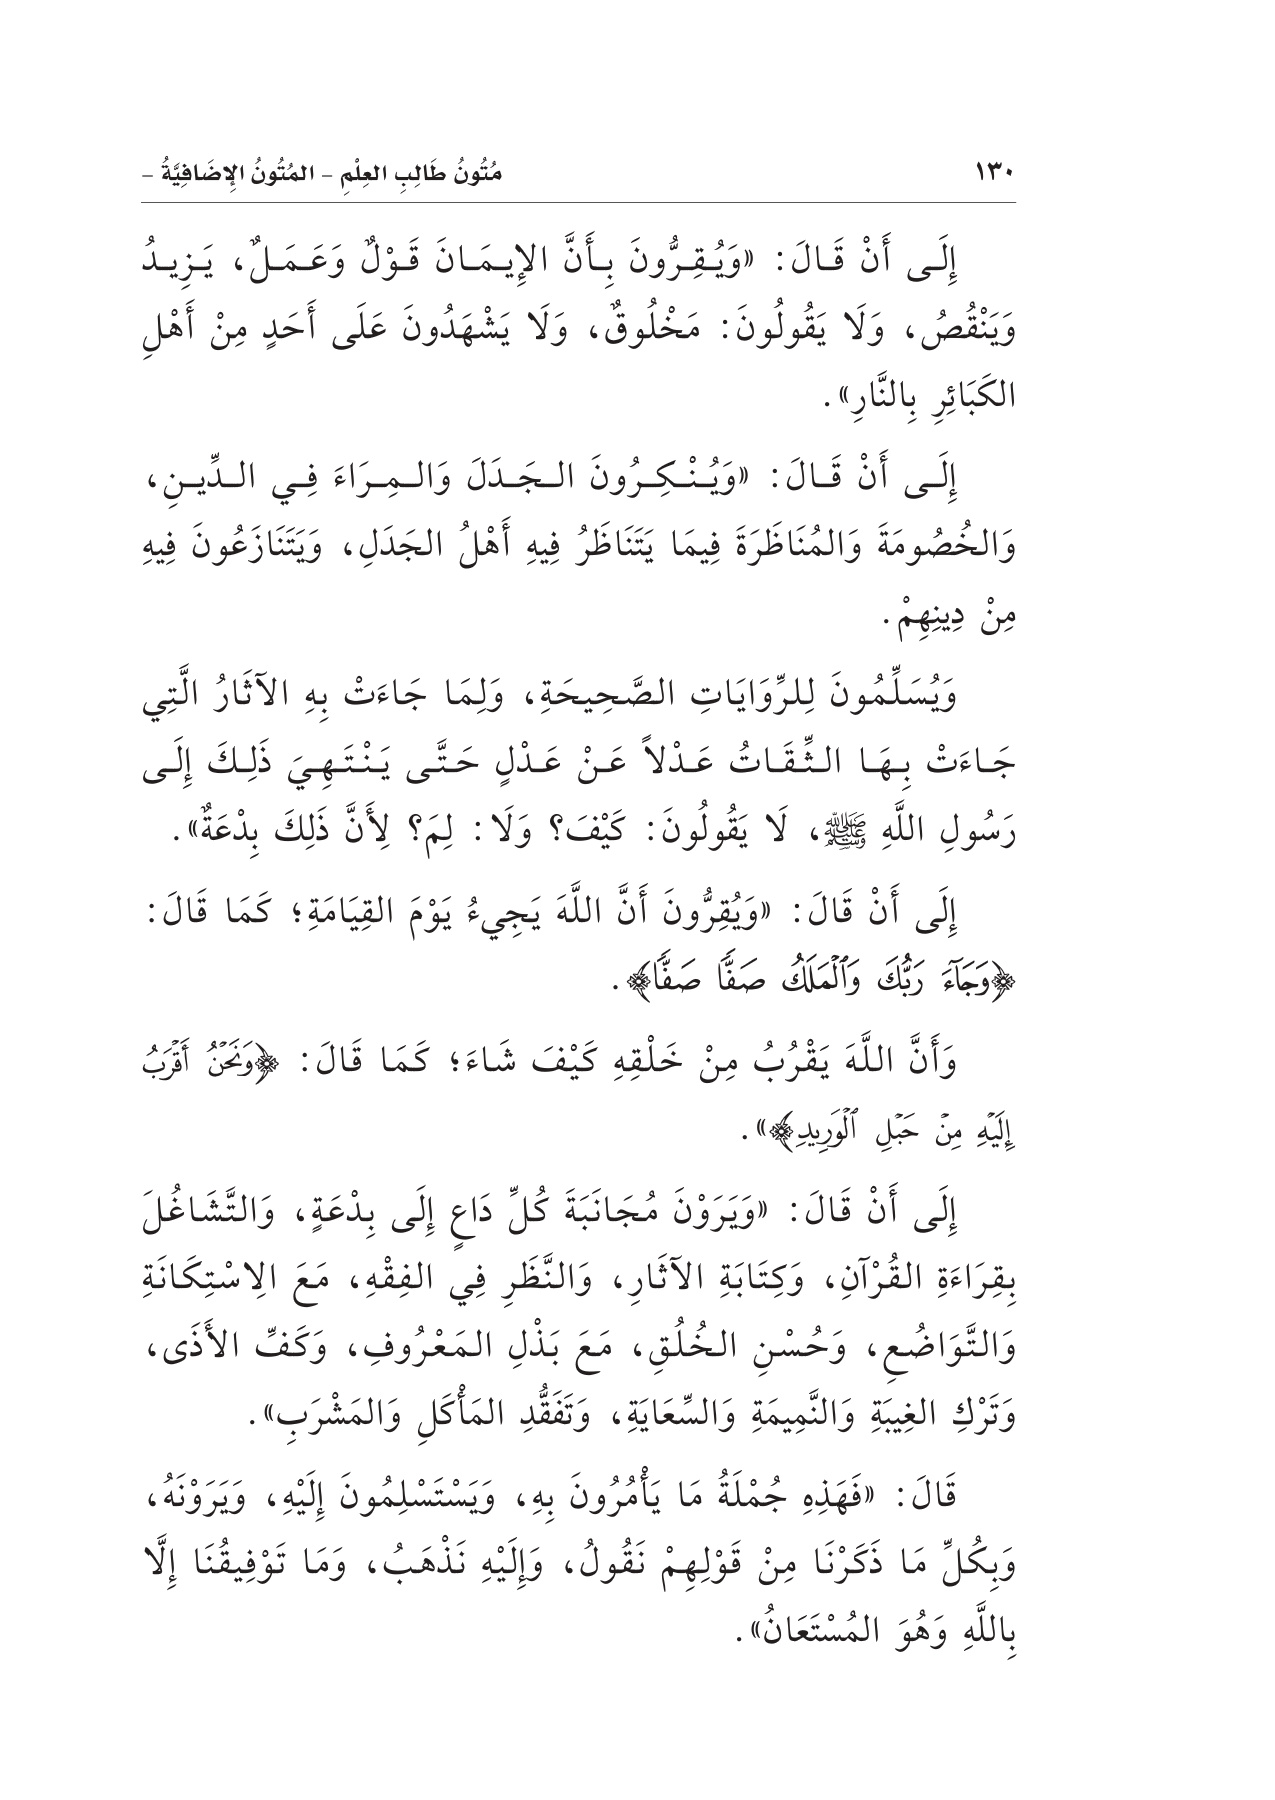 ١٣٠ مُتُونُ طَالِبِ العِلْمِ - المُتُونُ الإِضَافِيَّةُ -
إِلَى أَنْ قَالَ: «وَيُقِرُّونَ بِأَنَّ الإِيمَانَ قَوْلٌ وَعَمَلٌ، يَزِيدُ
وَيَنْقُصُ، وَلَا يَقُولُونَ: مَخْلُوقٌ، وَلَا يَشْهَدُونَ عَلَى أَحَدٍ مِنْ أَهْلِ
الكَبَائِرِ بِالنَّارِ».
إِلَى أَنْ قَالَ: «وَيُنْكِرُونَ الجَدَلَ وَالمِرَاءَ فِي الدِّينِ،
وَالخُصُومَةَ وَالمُنَاظَرَةَ فِيمَا يَتَنَاظَرُ فِيهِ أَهْلُ الجَدَلِ، وَيَتَنَازَعُونَ فِيهِ
مِنْ دِينِهِمْ.
وَيُسَلِّمُونَ لِلرِّوَايَاتِ الصَّحِيحَةِ، وَلِمَا جَاءَتْ بِهِ الآثَارُ الَّتِي
جَاءَتْ بِهَا الثِّقَاتُ عَدْلاً عَنْ عَدْلٍ حَتَّى يَنْتَهِيَ ذَلِكَ إِلَى
رَسُولِ اللَّهِ ﷺ، لَا يَقُولُونَ: كَيْفَ؟ وَلَا: لِمَ؟ لِأَنَّ ذَلِكَ بِدْعَةٌ».
إِلَى أَنْ قَالَ: «وَيُقِرُّونَ أَنَّ اللَّهَ يَجِيءُ يَوْمَ القِيَامَةِ؛ كَمَا قَالَ:
﴿وَجَآءَ رَبُّكَ وَٱلۡمَلَكُ صَفّٗا صَفّٗا﴾.
وَأَنَّ اللَّهَ يَقْرُبُ مِنْ خَلْقِهِ كَيْفَ شَاءَ؛ كَمَا قَالَ: ﴿وَنَحۡنُ أَقۡرَبُ
إِلَيۡهِ مِنۡ حَبۡلِ ٱلۡوَرِيدِ﴾».
إِلَى أَنْ قَالَ: «وَيَرَوْنَ مُجَانَبَةَ كُلِّ دَاعٍ إِلَى بِدْعَةٍ، وَالتَّشَاغُلَ
بِقِرَاءَةِ القُرْآنِ، وَكِتَابَةِ الآثَارِ، وَالنَّظَرِ فِي الفِقْهِ، مَعَ الِاسْتِكَانَةِ
وَالتَّوَاضُعِ، وَحُسْنِ الخُلُقِ، مَعَ بَذْلِ المَعْرُوفِ، وَكَفِّ الأَذَى،
وَتَرْكِ الغِيبَةِ وَالنَّمِيمَةِ وَالسِّعَايَةِ، وَتَفَقُّدِ المَأْكَلِ وَالمَشْرَبِ».
قَالَ: «فَهَذِهِ جُمْلَةُ مَا يَأْمُرُونَ بِهِ، وَيَسْتَسْلِمُونَ إِلَيْهِ، وَيَرَوْنَهُ،
وَبِكُلِّ مَا ذَكَرْنَا مِنْ قَوْلِهِمْ نَقُولُ، وَإِلَيْهِ نَذْهَبُ، وَمَا تَوْفِيقُنَا إِلَّا
بِاللَّهِ وَهُوَ المُسْتَعَانُ».